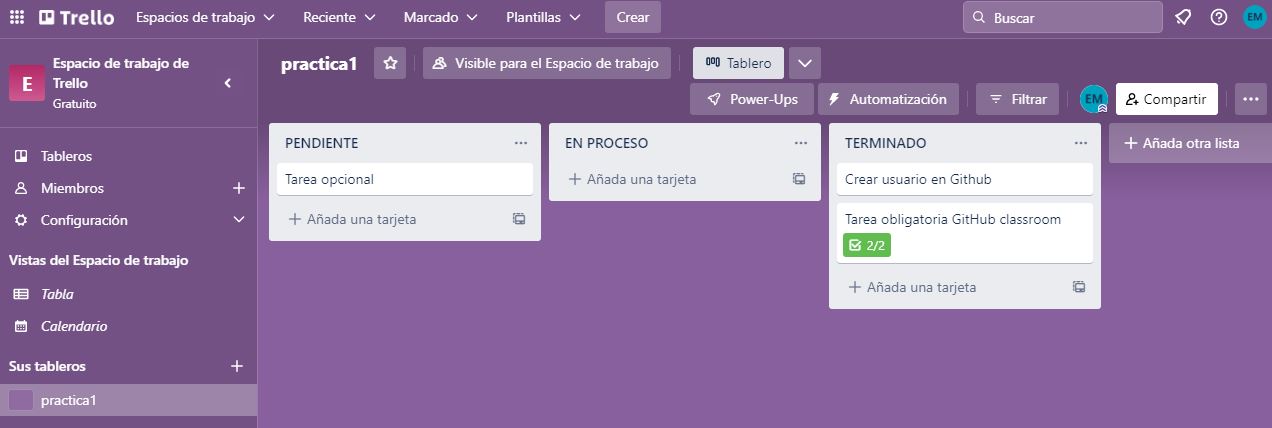 Trello Espacios de trabajo Reciente Marcado Plantillas Crear Buscar EM
E
Espacio de trabajo de
Trello
Gratuito
practica1 Visible para el Espacio de trabajo Tablero
Power-Ups Automatización Filtrar EM Compartir
Tableros
Miembros
Configuración
Vistas del Espacio de trabajo
Tabla
Calendario
Sus tableros
practica1
PENDIENTE
Tarea opcional
Añada una tarjeta
EN PROCESO
Añada una tarjeta
TERMINADO
Crear usuario en Github
Tarea obligatoria GitHub classroom
2/2
Añada una tarjeta
Añada otra lista